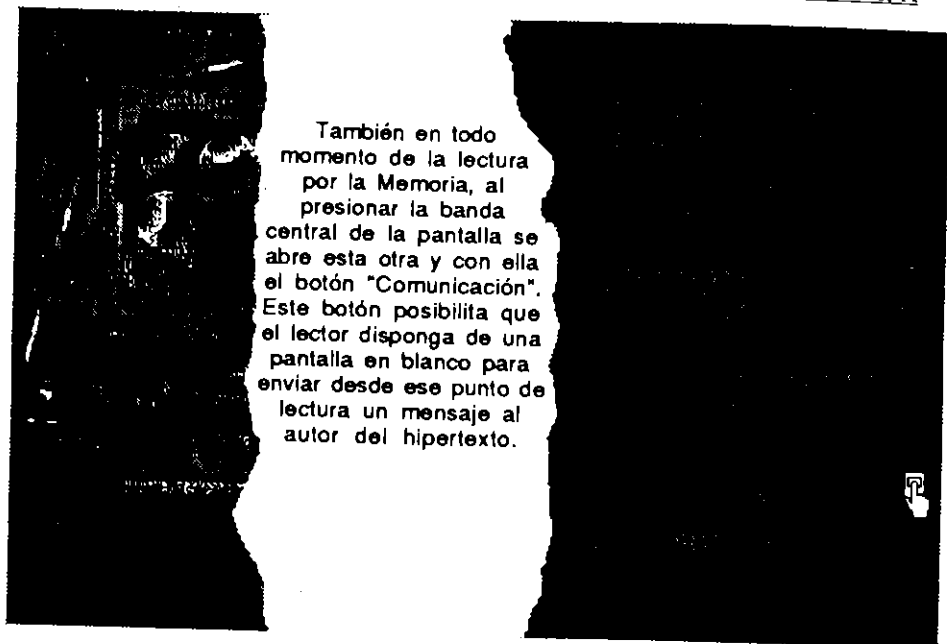 También en todo
momento de la lectura
por la Memoria, al
presionar la banda
central de la pantalla se
abre esta otra y con ella
el botón "Comunicación".
Este botón posibilita que
el lector disponga de una
pantalla en blanco para
enviar desde ese punto de
lectura un mensaje al
autor del hipertexto.